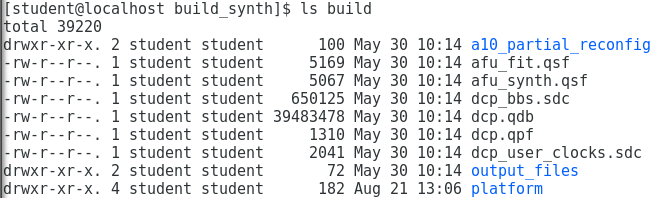 [student@localhost build_synth]$ ls build
total 39220
drwxr-xr-x. 2 student student      100 May 30 10:14 a10_partial_reconfig
-rw-r--r--. 1 student student     5169 May 30 10:14 afu_fit.qsf
-rw-r--r--. 1 student student     5067 May 30 10:14 afu_synth.qsf
-rw-r--r--. 1 student student   650125 May 30 10:14 dcp_bbs.sdc
-rw-r--r--. 1 student student 39483478 May 30 10:14 dcp.qdb
-rw-r--r--. 1 student student     1310 May 30 10:14 dcp.qpf
-rw-r--r--. 1 student student     2041 May 30 10:14 dcp_user_clocks.sdc
drwxr-xr-x. 2 student student       72 May 30 10:14 output_files
drwxr-xr-x. 4 student student      182 Aug 21 13:06 platform